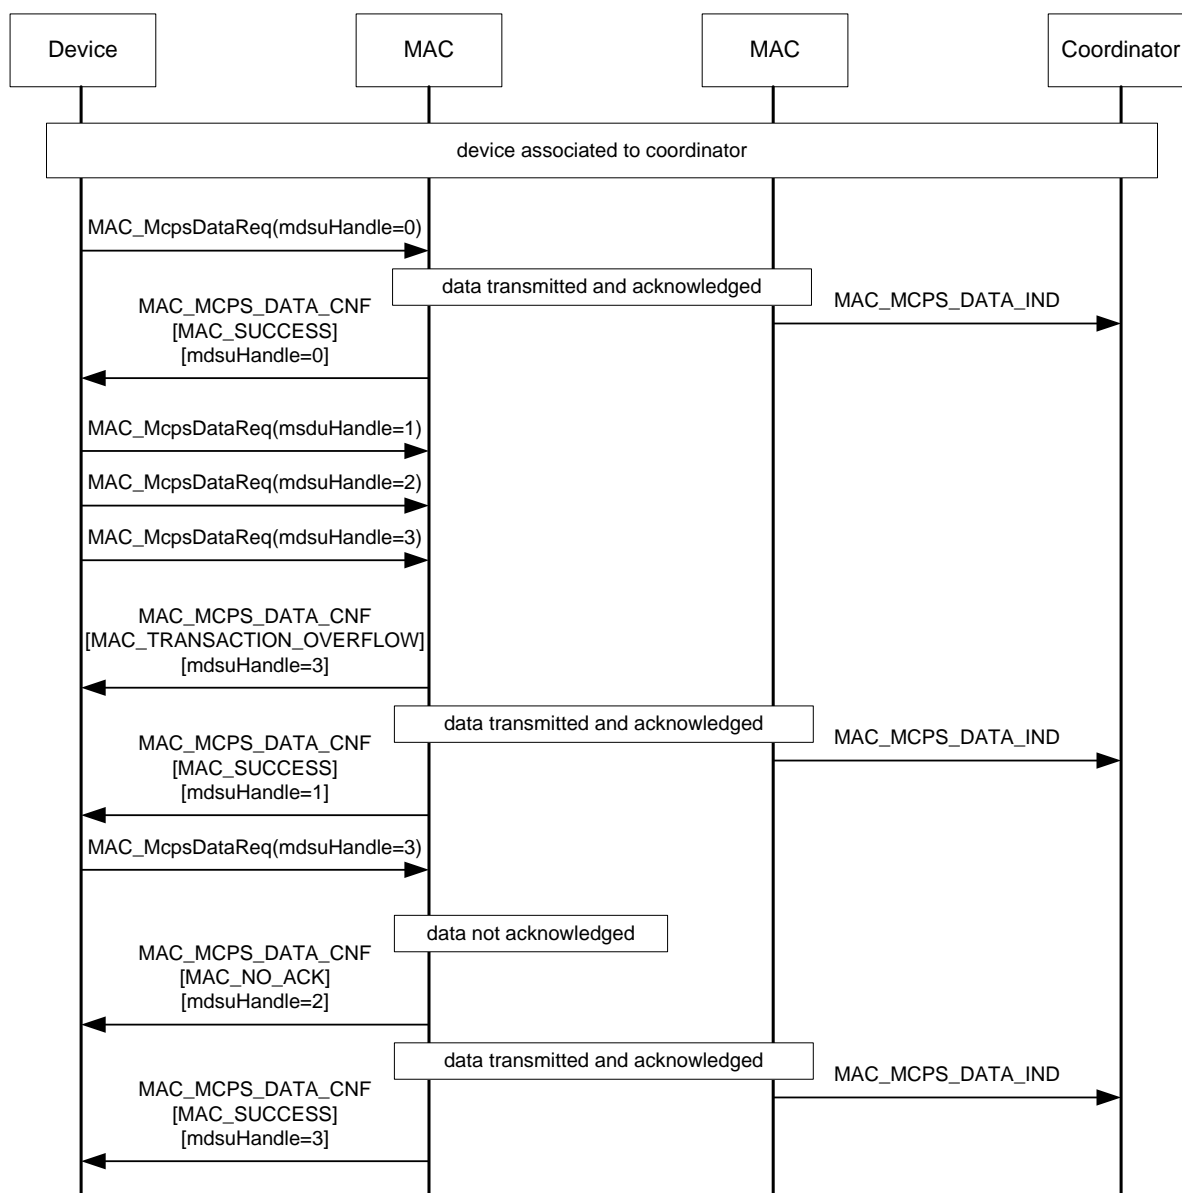 Device
MAC
MAC
Coordinator
device associated to coordinator
MAC_McpsDataReq(mdsuHandle=0)
data transmitted and acknowledged
MAC_MCPS_DATA_CNF
[MAC_SUCCESS]
[mdsuHandle=0]
MAC_MCPS_DATA_IND
MAC_McpsDataReq(msduHandle=1)
MAC_McpsDataReq(mdsuHandle=2)
MAC_McpsDataReq(mdsuHandle=3)
MAC_MCPS_DATA_CNF
[MAC_TRANSACTION_OVERFLOW]
[mdsuHandle=3]
data transmitted and acknowledged
MAC_MCPS_DATA_CNF
[MAC_SUCCESS]
[mdsuHandle=1]
MAC_MCPS_DATA_IND
MAC_McpsDataReq(mdsuHandle=3)
data not acknowledged
MAC_MCPS_DATA_CNF
[MAC_NO_ACK]
[mdsuHandle=2]
data transmitted and acknowledged
MAC_MCPS_DATA_CNF
[MAC_SUCCESS]
[mdsuHandle=3]
MAC_MCPS_DATA_IND